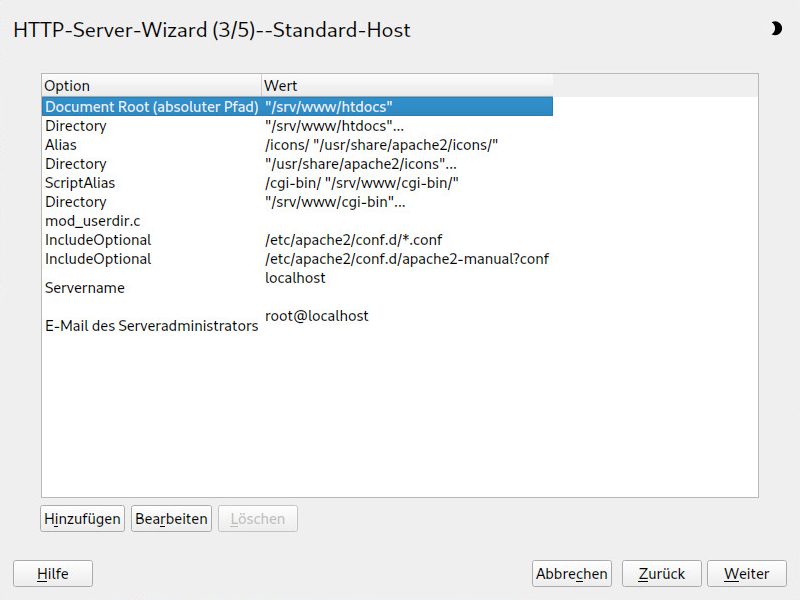 HTTP-Server-Wizard (3/5)--Standard-Host
Option Wert
Document Root (absoluter Pfad) "/srv/www/htdocs"
Directory "/srv/www/htdocs"...
Alias /icons/ "/usr/share/apache2/icons/"
Directory "/usr/share/apache2/icons"...
ScriptAlias /cgi-bin/ "/srv/www/cgi-bin/"
Directory "/srv/www/cgi-bin"...
mod_userdir.c
IncludeOptional /etc/apache2/conf.d/*.conf
IncludeOptional /etc/apache2/conf.d/apache2-manual?conf
Servername localhost
E-Mail des Serveradministrators root@localhost
Hinzufügen Bearbeiten Löschen
Hilfe Abbrechen Zurück Weiter